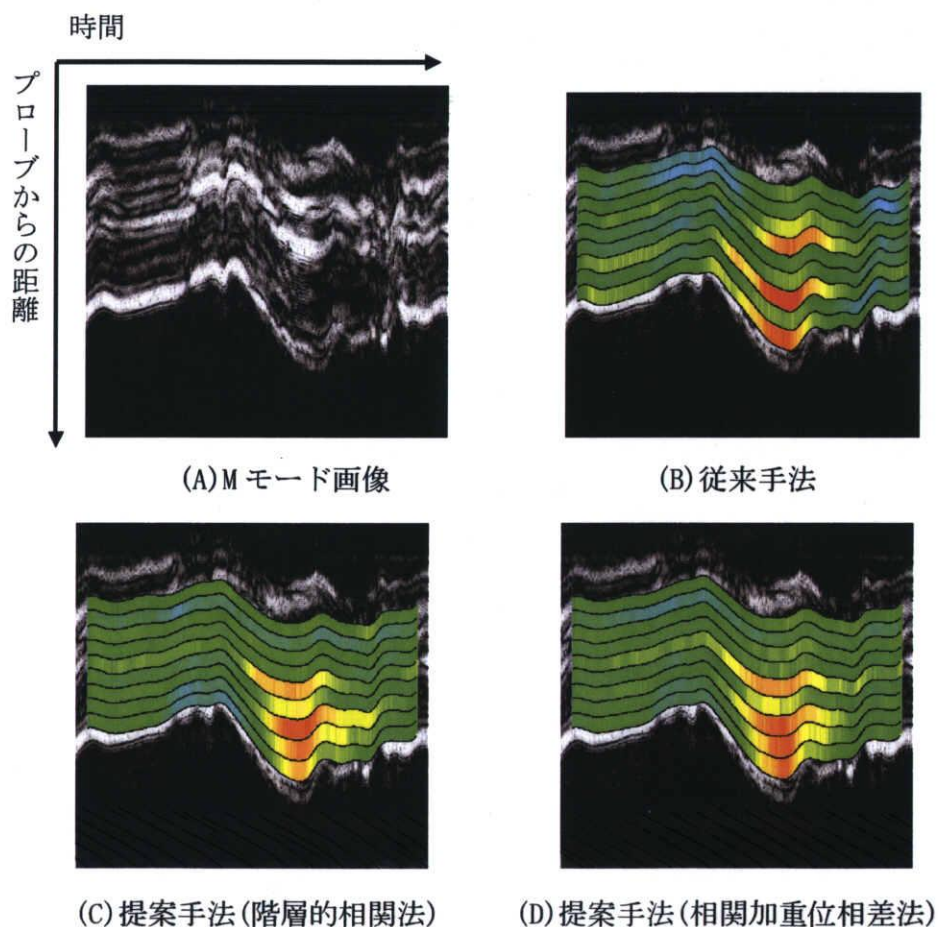 時間
プローブからの距離
(A)Mモード画像
(B)従来手法
(C)提案手法(階層的相関法)
(D)提案手法(相関加重位相差法)